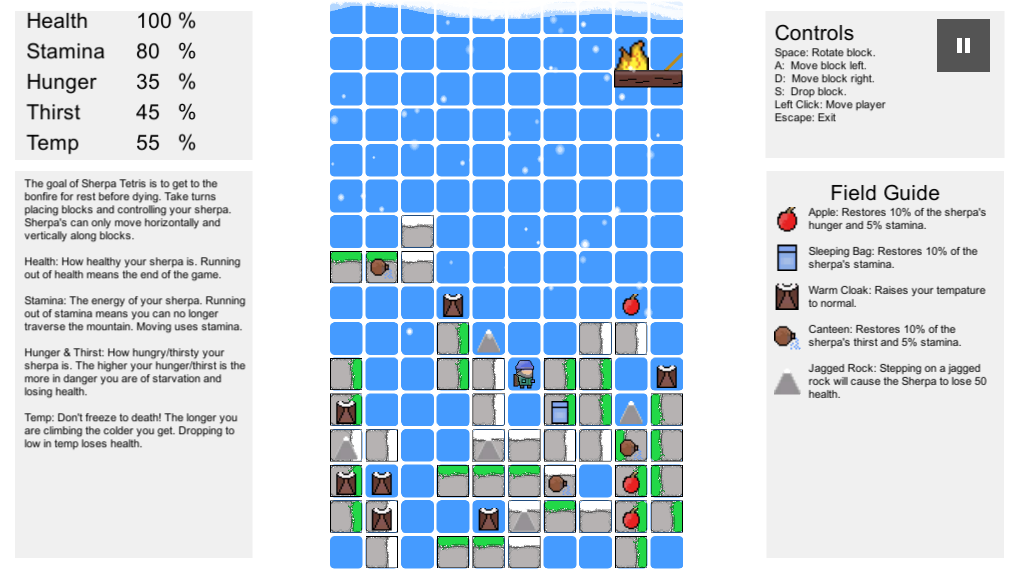 Health 100 %
Stamina 80 %
Hunger 35 %
Thirst 45 %
Temp 55 %
The goal of Sherpa Tetris is to get to the
bonfire for rest before dying. Take turns
placing blocks and controlling your sherpa.
Sherpa's can only move horizontally and
vertically along blocks.
Health: How healthy your sherpa is. Running
out of health means the end of the game.
Stamina: The energy of your sherpa. Running
out of stamina means you can no longer
traverse the mountain. Moving uses stamina.
Hunger & Thirst: How hungry/thirsty your
sherpa is. The higher your hunger/thirst is the
more in danger you are of starvation and
losing health.
Temp: Don't freeze to death! The longer you
are climbing the colder you get. Dropping to
low in temp loses health.
Controls
Space: Rotate block.
A: Move block left.
D: Move block right.
S: Drop block.
Left Click: Move player
Escape: Exit
Field Guide
Apple: Restores 10% of the sherpa's
hunger and 5% stamina.
Sleeping Bag: Restores 10% of the
sherpa's stamina.
Warm Cloak: Raises your tempature
to normal.
Canteen: Restores 10% of the
sherpa's thirst and 5% stamina.
Jagged Rock: Stepping on a jagged
rock will cause the Sherpa to lose 50
health.